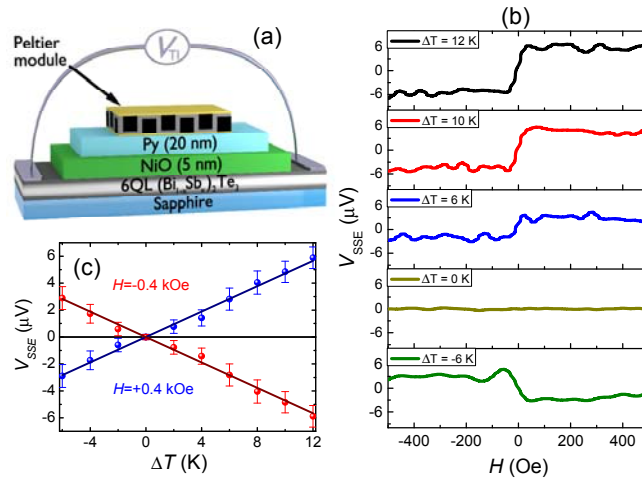 (a)
V_TI
Peltier
module
Py (20 nm)
NiO (5 nm)
6QL (Bi₁₋ Sb )₂Te₃
Sapphire
(b)
ΔT = 12 K
ΔT = 10 K
ΔT = 6 K
ΔT = 0 K
ΔT = -6 K
6
0
-6
6
0
-6
6
0
-6
6
0
-6
6
0
-6
V_SSE (μV)
-400 -200 0 200 400
H (Oe)
(c)
H=-0.4 kOe
H=+0.4 kOe
6
4
2
0
-2
-4
-6
V_SSE (μV)
-4 0 4 8 12
ΔT (K)